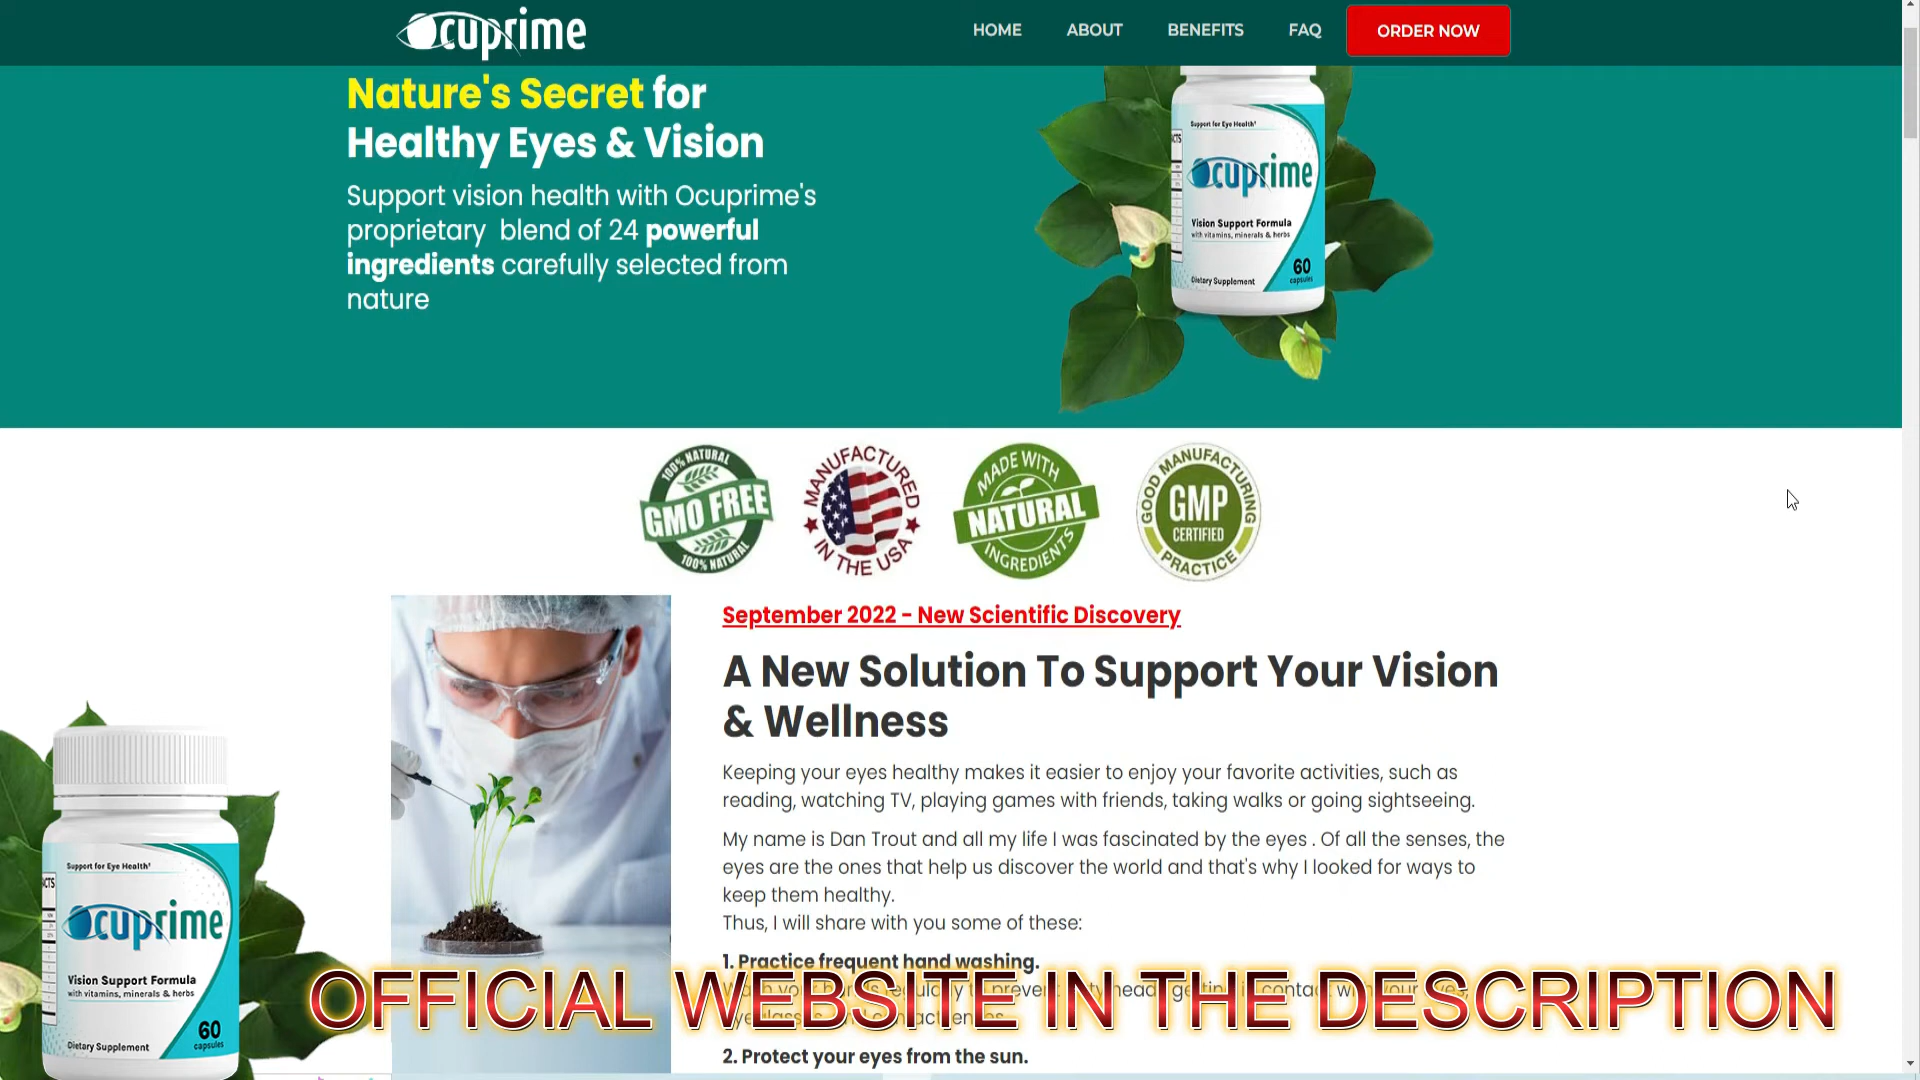 Ocuprime
HOME
ABOUT
BENEFITS
FAQ
ORDER NOW
Nature's Secret for
Healthy Eyes & Vision
Support vision health with Ocuprime's
proprietary blend of 24 powerful
ingredients carefully selected from
nature
Support for Eye Health¹
CTS
Ocuprime
Vision Support Formula
with vitamins, minerals & herbs
60
capsules
Dietary Supplement
100% NATURAL
GMO FREE
100% NATURAL
MANUFACTURED
IN THE USA
MADE WITH
NATURAL
INGREDIENTS
GOOD MANUFACTURING
GMP
CERTIFIED
PRACTICE
September 2022 - New Scientific Discovery
A New Solution To Support Your Vision
& Wellness
Keeping your eyes healthy makes it easier to enjoy your favorite activities, such as
reading, watching TV, playing games with friends, taking walks or going sightseeing.
My name is Dan Trout and all my life I was fascinated by the eyes . Of all the senses, the
eyes are the ones that help us discover the world and that's why I looked for ways to
keep them healthy.
Thus, I will share with you some of these:
1. Practice frequent hand washing.
2. Protect your eyes from the sun.
Support for Eye Health¹
ACTS
Ocuprime
Vision Support Formula
with vitamins, minerals & herbs
60
capsules
Dietary Supplement
OFFICIAL WEBSITE IN THE DESCRIPTION